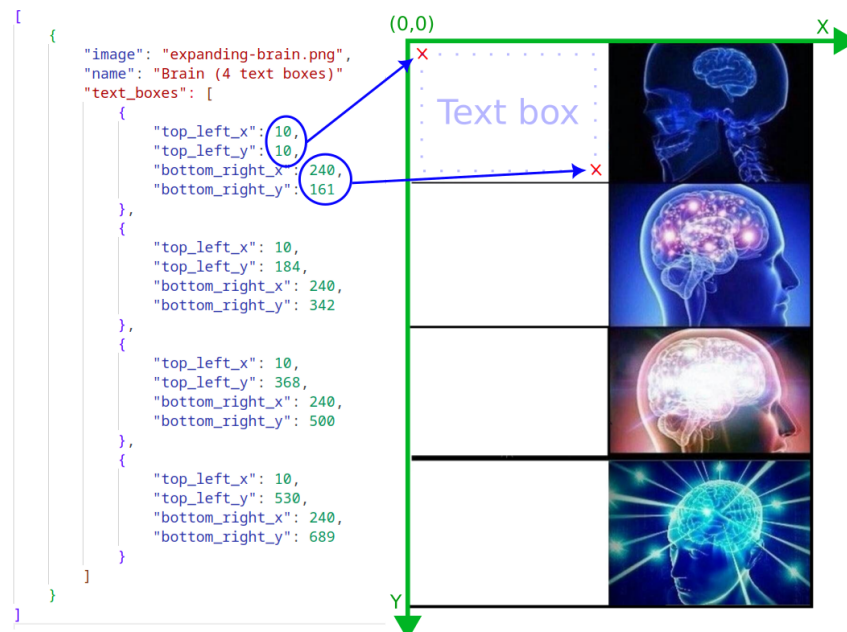 [
{
"image": "expanding-brain.png",
"name": "Brain (4 text boxes)"
"text_boxes": [
{
"top_left_x": 10,
"top_left_y": 10,
"bottom_right_x": 240,
"bottom_right_y": 161
},
{
"top_left_x": 10,
"top_left_y": 184,
"bottom_right_x": 240,
"bottom_right_y": 342
},
{
"top_left_x": 10,
"top_left_y": 368,
"bottom_right_x": 240,
"bottom_right_y": 500
},
{
"top_left_x": 10,
"top_left_y": 530,
"bottom_right_x": 240,
"bottom_right_y": 689
}
]
}
]
(0,0)
X
Text box
Y